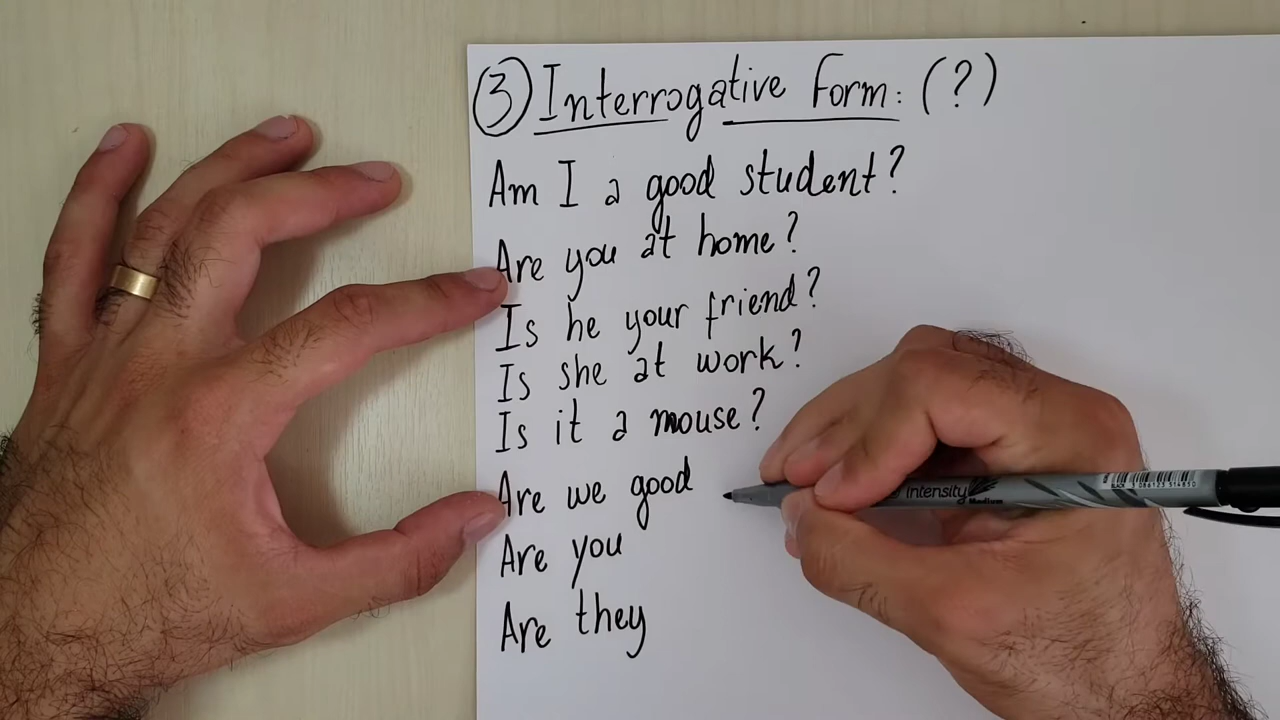 ③ Interrogative Form: (?)
Am I a good student?
Are you at home?
Is he your friend?
Is she at work?
Is it a mouse?
Are we good
intensity
Medium
Are you
Are they